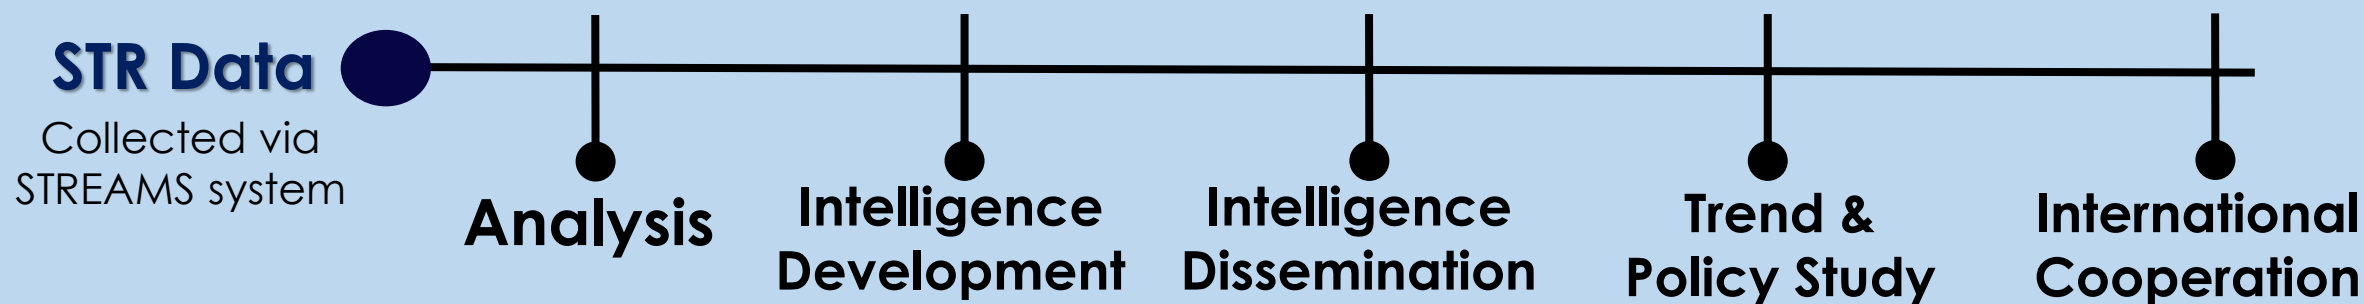 STR Data
Collected via
STREAMS system
Analysis
Intelligence
Development
Intelligence
Dissemination
Trend &
Policy Study
International
Cooperation